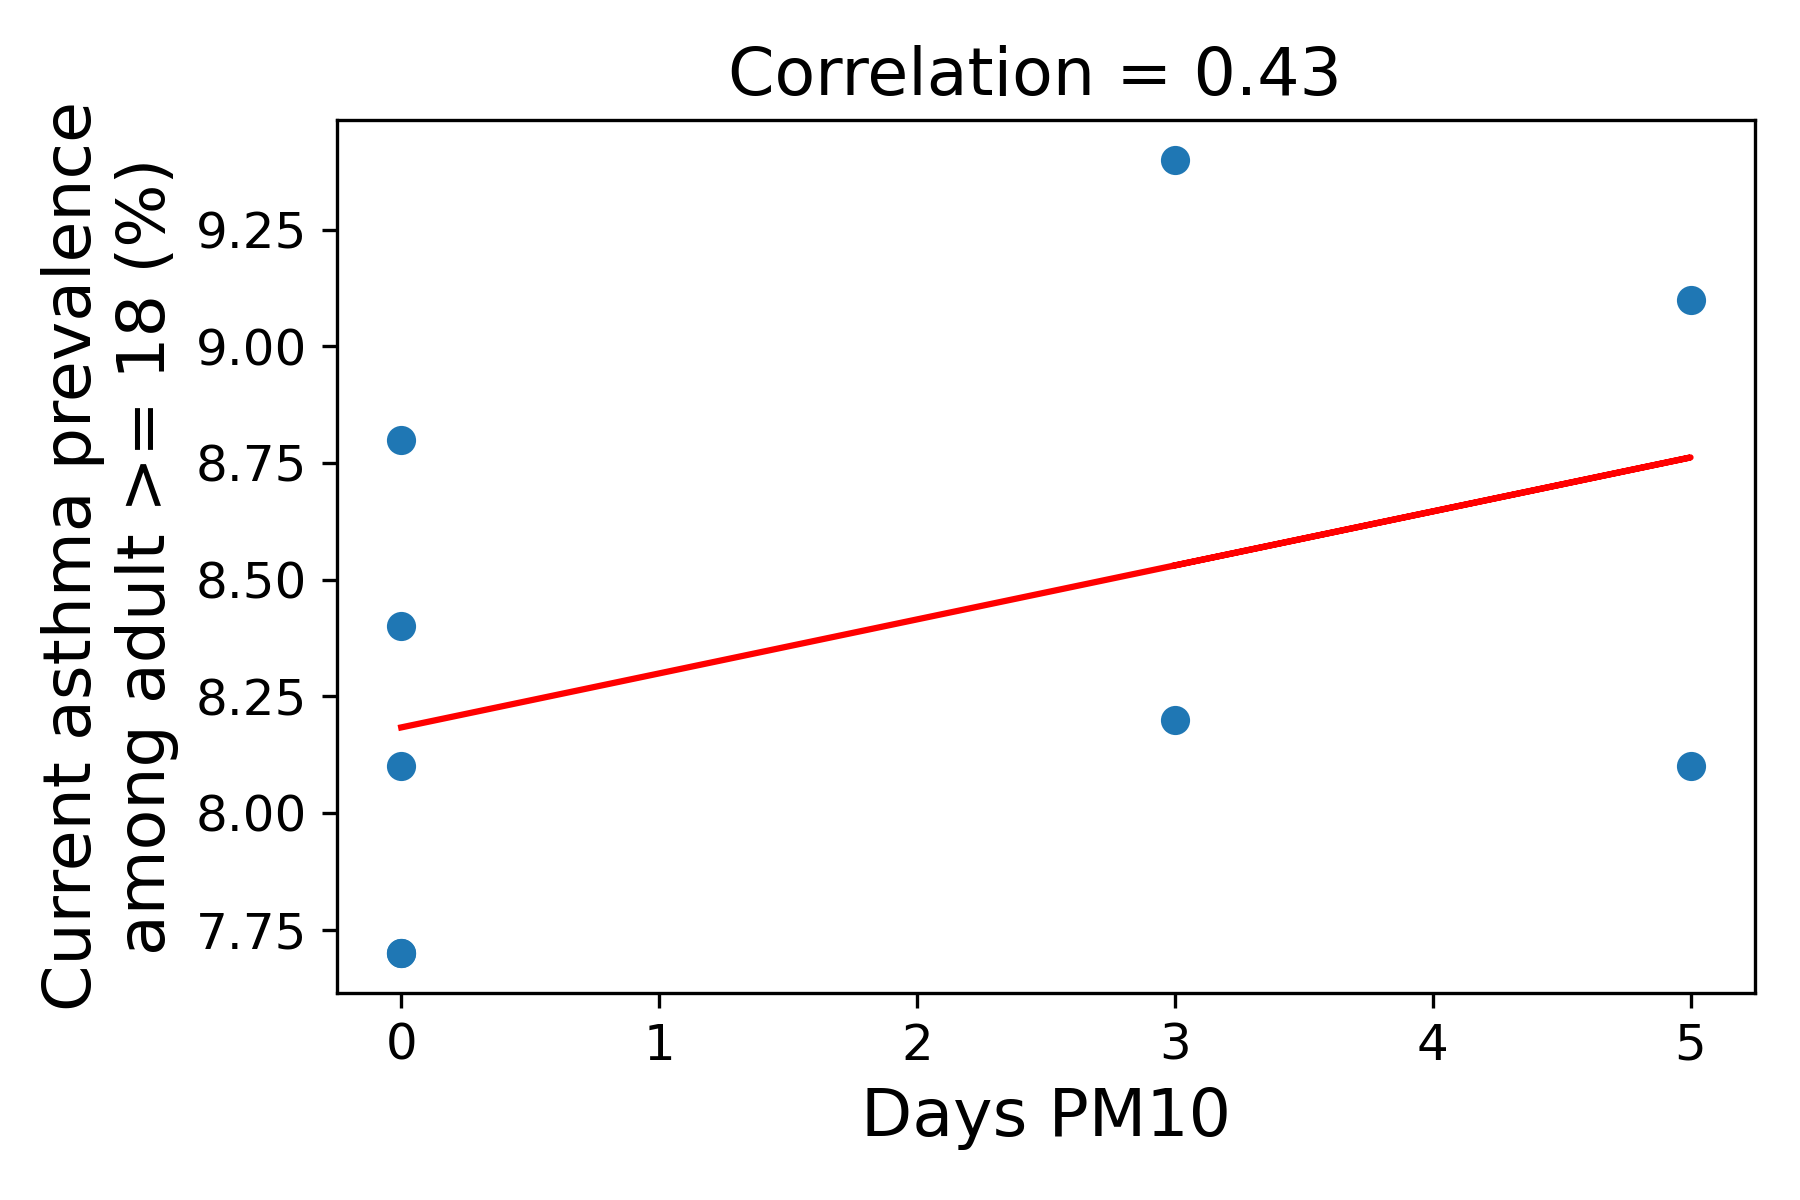 Correlation = 0.43
Current asthma prevalence
among adult >= 18 (%)
9.25
9.00
8.75
8.50
8.25
8.00
7.75
0 1 2 3 4 5
Days PM10